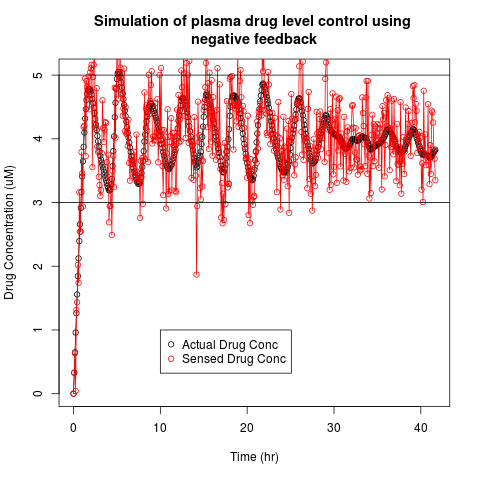 Simulation of plasma drug level control using
negative feedback
Drug Concentration (uM)
5
4
3
2
1
0
Actual Drug Conc
Sensed Drug Conc
0 10 20 30 40
Time (hr)